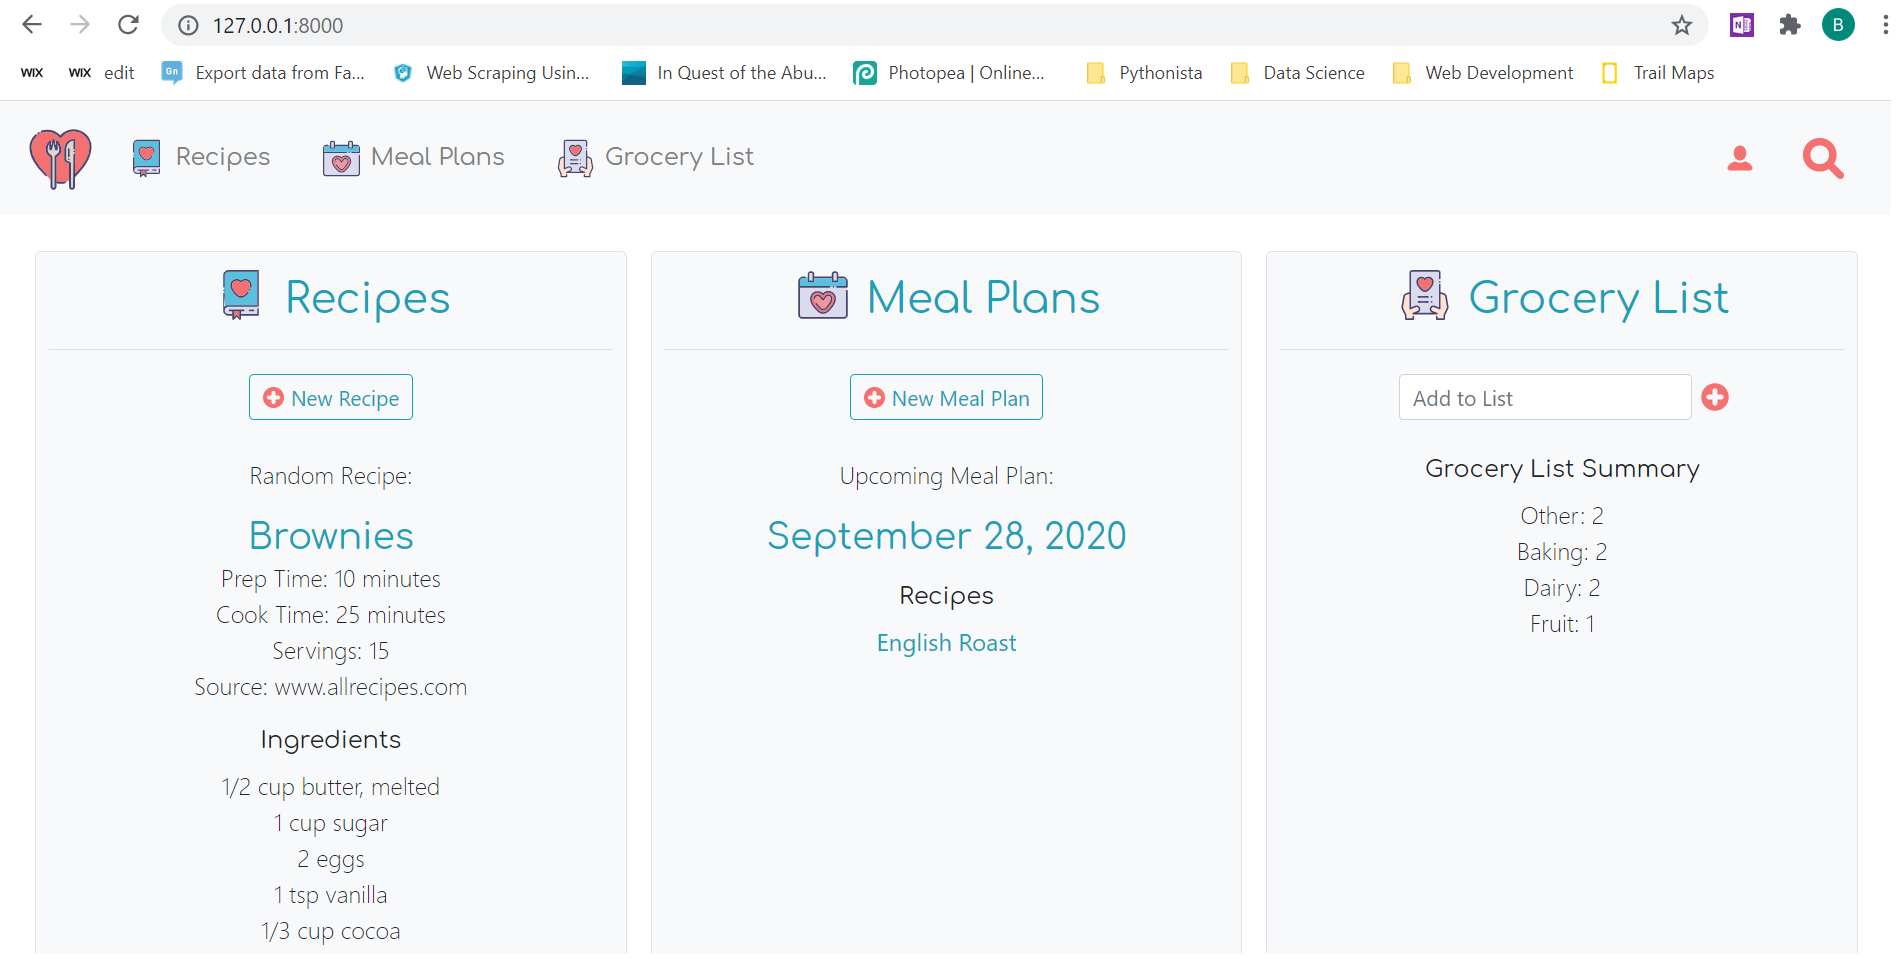 127.0.0.1:8000
B
WIX
WIX edit
Gn Export data from Fa...
Web Scraping Usin...
In Quest of the Abu...
Photopea | Online...
Pythonista
Data Science
Web Development
Trail Maps
Recipes
Meal Plans
Grocery List
Recipes
New Recipe
Random Recipe:
Brownies
Prep Time: 10 minutes
Cook Time: 25 minutes
Servings: 15
Source: www.allrecipes.com
Ingredients
1/2 cup butter, melted
1 cup sugar
2 eggs
1 tsp vanilla
1/3 cup cocoa
Meal Plans
New Meal Plan
Upcoming Meal Plan:
September 28, 2020
Recipes
English Roast
Grocery List
Add to List
Grocery List Summary
Other: 2
Baking: 2
Dairy: 2
Fruit: 1